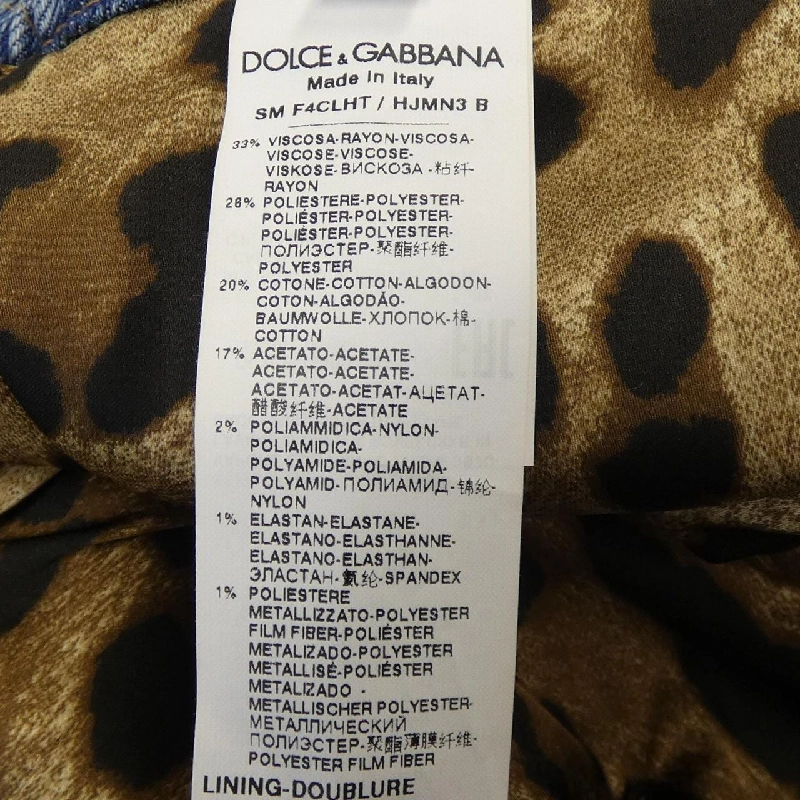 DOLCE & GABBANA
Made in Italy
SM F4CLHT / HJMN3 B
33% VISCOSA-RAYON-VISCOSA-
VISCOSE-VISCOSE-
VISKOSE-ВИСКОЗА-粘纤-
RAYON
26% POLIESTERE-POLYESTER-
POLIÉSTER-POLYESTER-
POLIÉSTER-POLYESTER-
ПОЛИЭСТЕР-聚酯纤维-
POLYESTER
20% COTONE-COTTON-ALGODON-
COTON-ALGODÃO-
BAUMWOLLE-ХЛОПОК-棉-
COTTON
17% ACETATO-ACETATE-
ACETATO-ACETATE-
ACETATO-ACETAT-АЦЕТАТ-
醋酸纤维-ACETATE
2% POLIAMMIDICA-NYLON-
POLIAMIDICA-
POLYAMIDE-POLIAMIDA-
POLYAMID-ПОЛИАМИД-锦纶-
NYLON
1% ELASTAN-ELASTANE-
ELASTANO-ELASTHANNE-
ELASTANO-ELASTHAN-
ЭЛАСТАН-氨纶-SPANDEX
1% POLIESTERE
METALLIZZATO-POLYESTER
FILM FIBER-POLIÉSTER
METALIZADO-POLYESTER
METALLISÉ-POLIÉSTER
METALIZADO -
METALLISCHER POLYESTER-
МЕТАЛЛИЧЕСКИЙ
ПОЛИЭСТЕР-聚酯薄膜纤维-
POLYESTER FILM FIBER
LINING-DOUBLURE